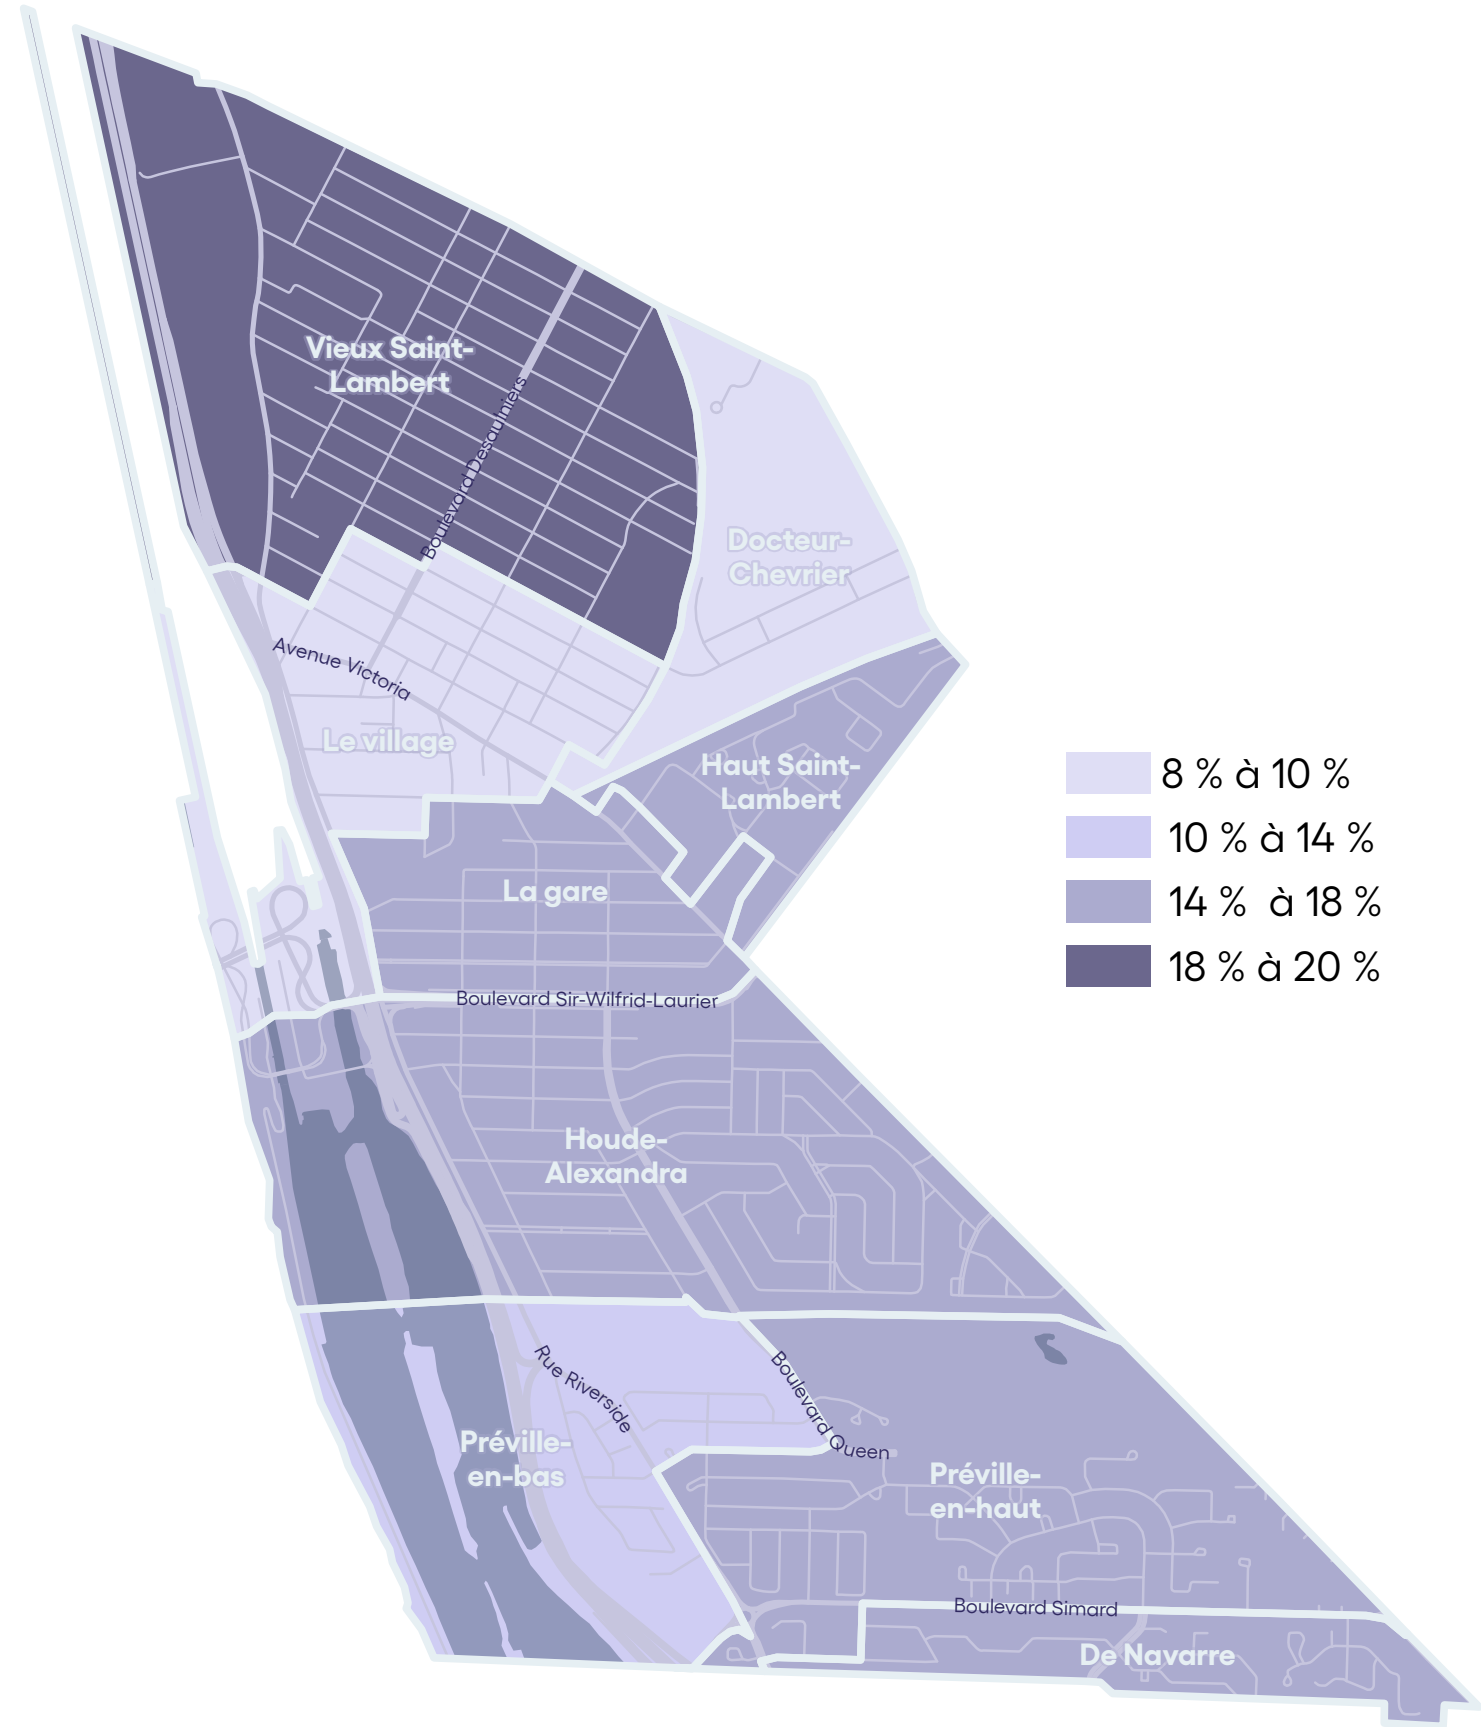 Vieux Saint-
Lambert
Boulevard Desaulniers
Docteur-
Chevrier
Avenue Victoria
Le village
Haut Saint-
Lambert
8 % à 10 %
10 % à 14 %
14 % à 18 %
18 % à 20 %
La gare
Boulevard Sir-Wilfrid-Laurier
Houde-
Alexandra
Rue Riverside
Boulevard Queen
Préville-
en-bas
Préville-
en-haut
Boulevard Simard
De Navarre